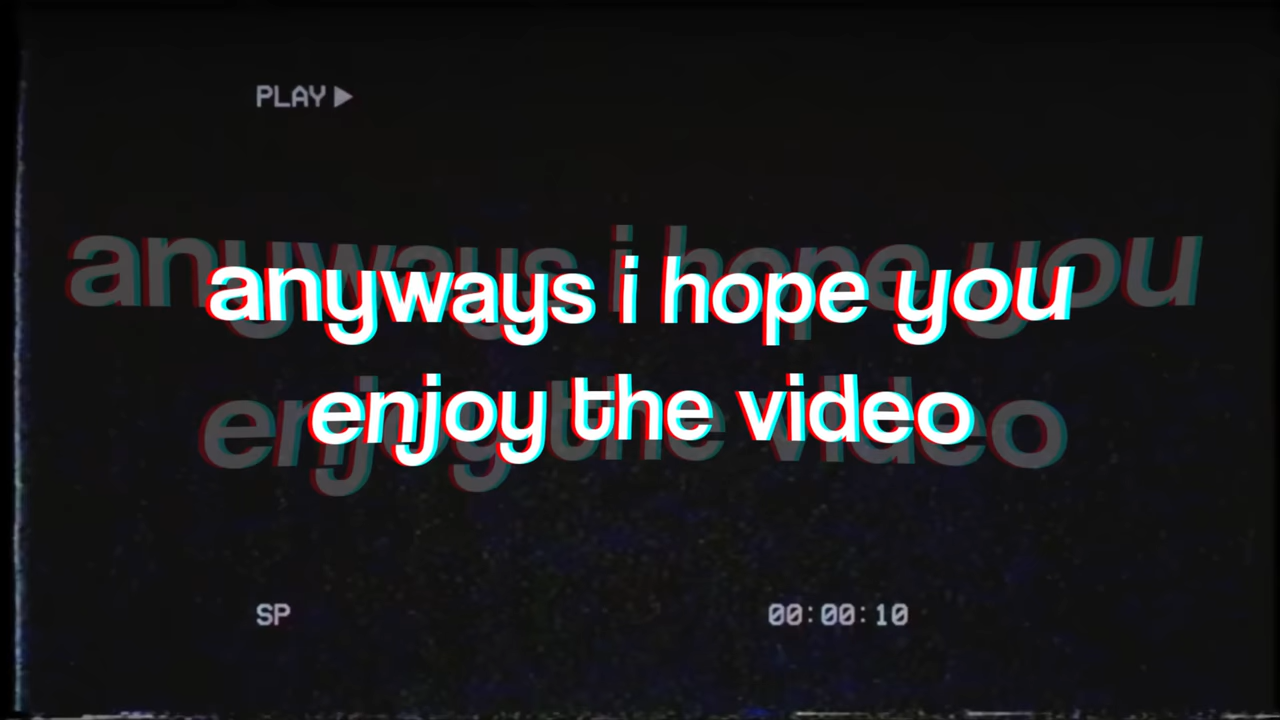 PLAY ▶
anyways i hope you
enjoy the video
SP
00:00:10